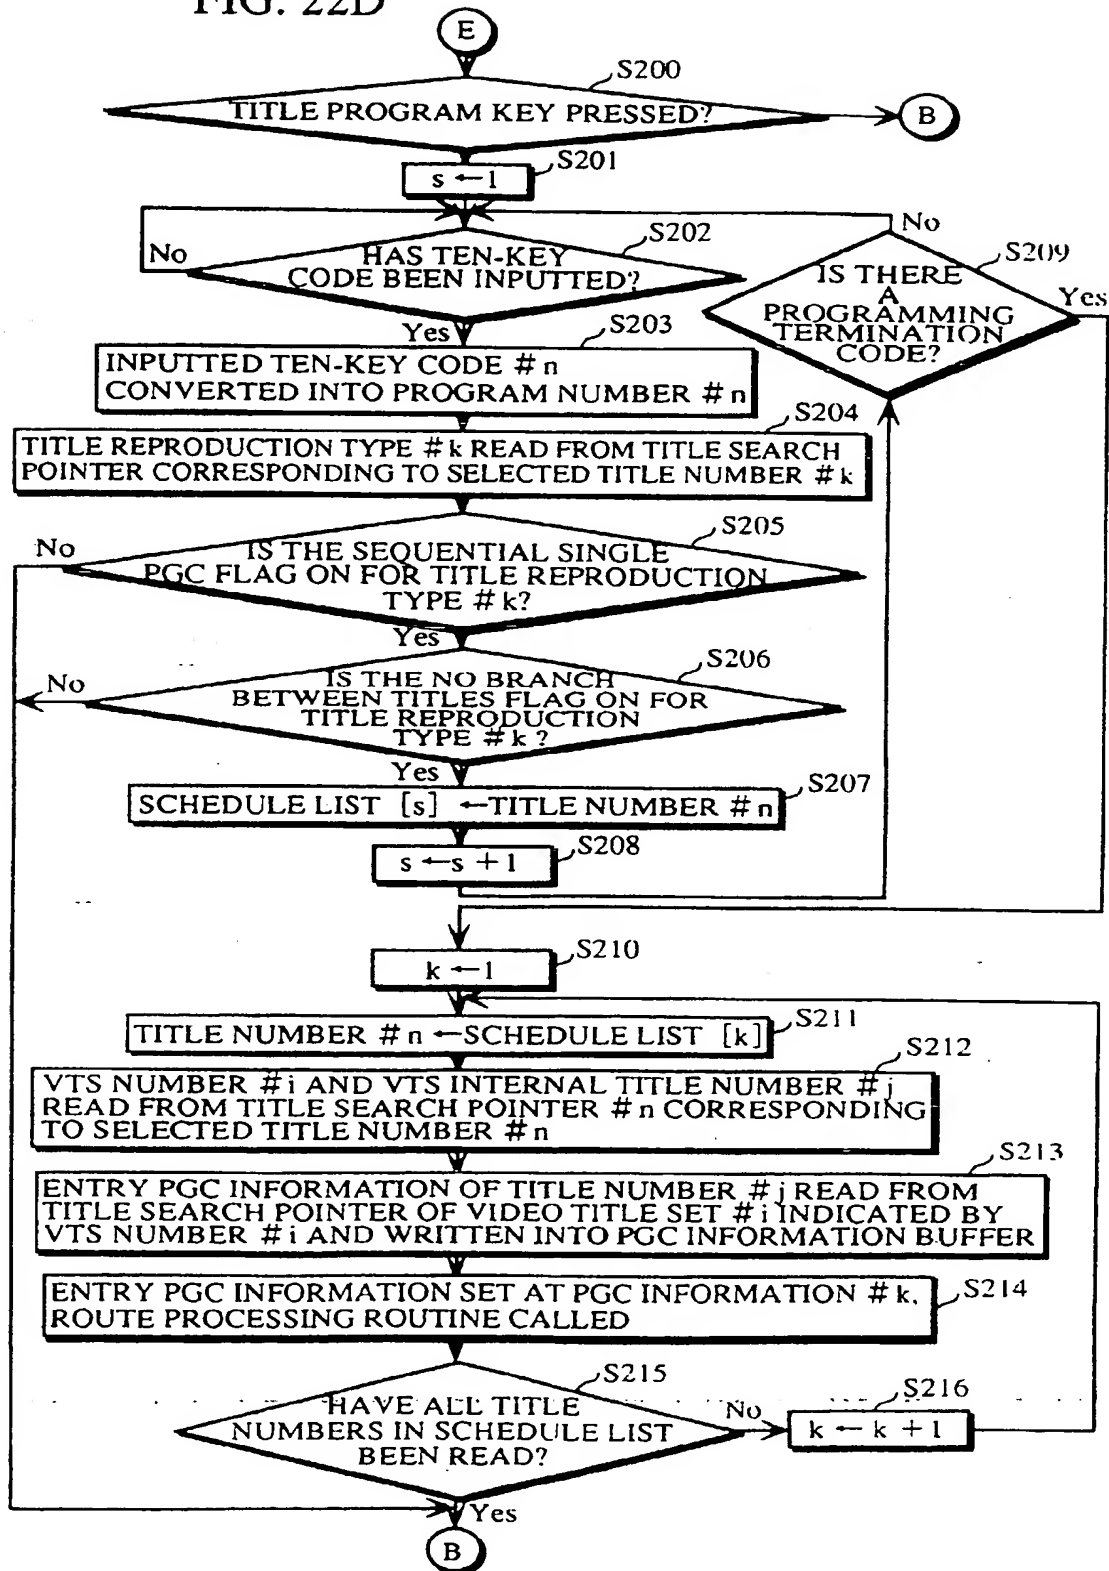 FIG. 22D
E
S200
TITLE PROGRAM KEY PRESSED?
B
S201
s ← 1
No
S202
HAS TEN-KEY
CODE BEEN INPUTTED?
No
S209
IS THERE
A
PROGRAMMING
TERMINATION
CODE?
Yes
Yes
S203
INPUTTED TEN-KEY CODE #n
CONVERTED INTO PROGRAM NUMBER #n
S204
TITLE REPRODUCTION TYPE #k READ FROM TITLE SEARCH
POINTER CORRESPONDING TO SELECTED TITLE NUMBER #k
S205
No
IS THE SEQUENTIAL SINGLE
PGC FLAG ON FOR TITLE REPRODUCTION
TYPE #k?
Yes
S206
No
IS THE NO BRANCH
BETWEEN TITLES FLAG ON FOR
TITLE REPRODUCTION
TYPE #k?
Yes
S207
SCHEDULE LIST [s] ←TITLE NUMBER #n
S208
s ←s +1
S210
k ←1
S211
TITLE NUMBER #n ←SCHEDULE LIST [k]
S212
VTS NUMBER #i AND VTS INTERNAL TITLE NUMBER #j
READ FROM TITLE SEARCH POINTER #n CORRESPONDING
TO SELECTED TITLE NUMBER #n
S213
ENTRY PGC INFORMATION OF TITLE NUMBER #j READ FROM
TITLE SEARCH POINTER OF VIDEO TITLE SET #i INDICATED BY
VTS NUMBER #i AND WRITTEN INTO PGC INFORMATION BUFFER
S214
ENTRY PGC INFORMATION SET AT PGC INFORMATION #k,
ROUTE PROCESSING ROUTINE CALLED
S215
HAVE ALL TITLE
NUMBERS IN SCHEDULE LIST
BEEN READ?
No
S216
k ← k +1
Yes
B